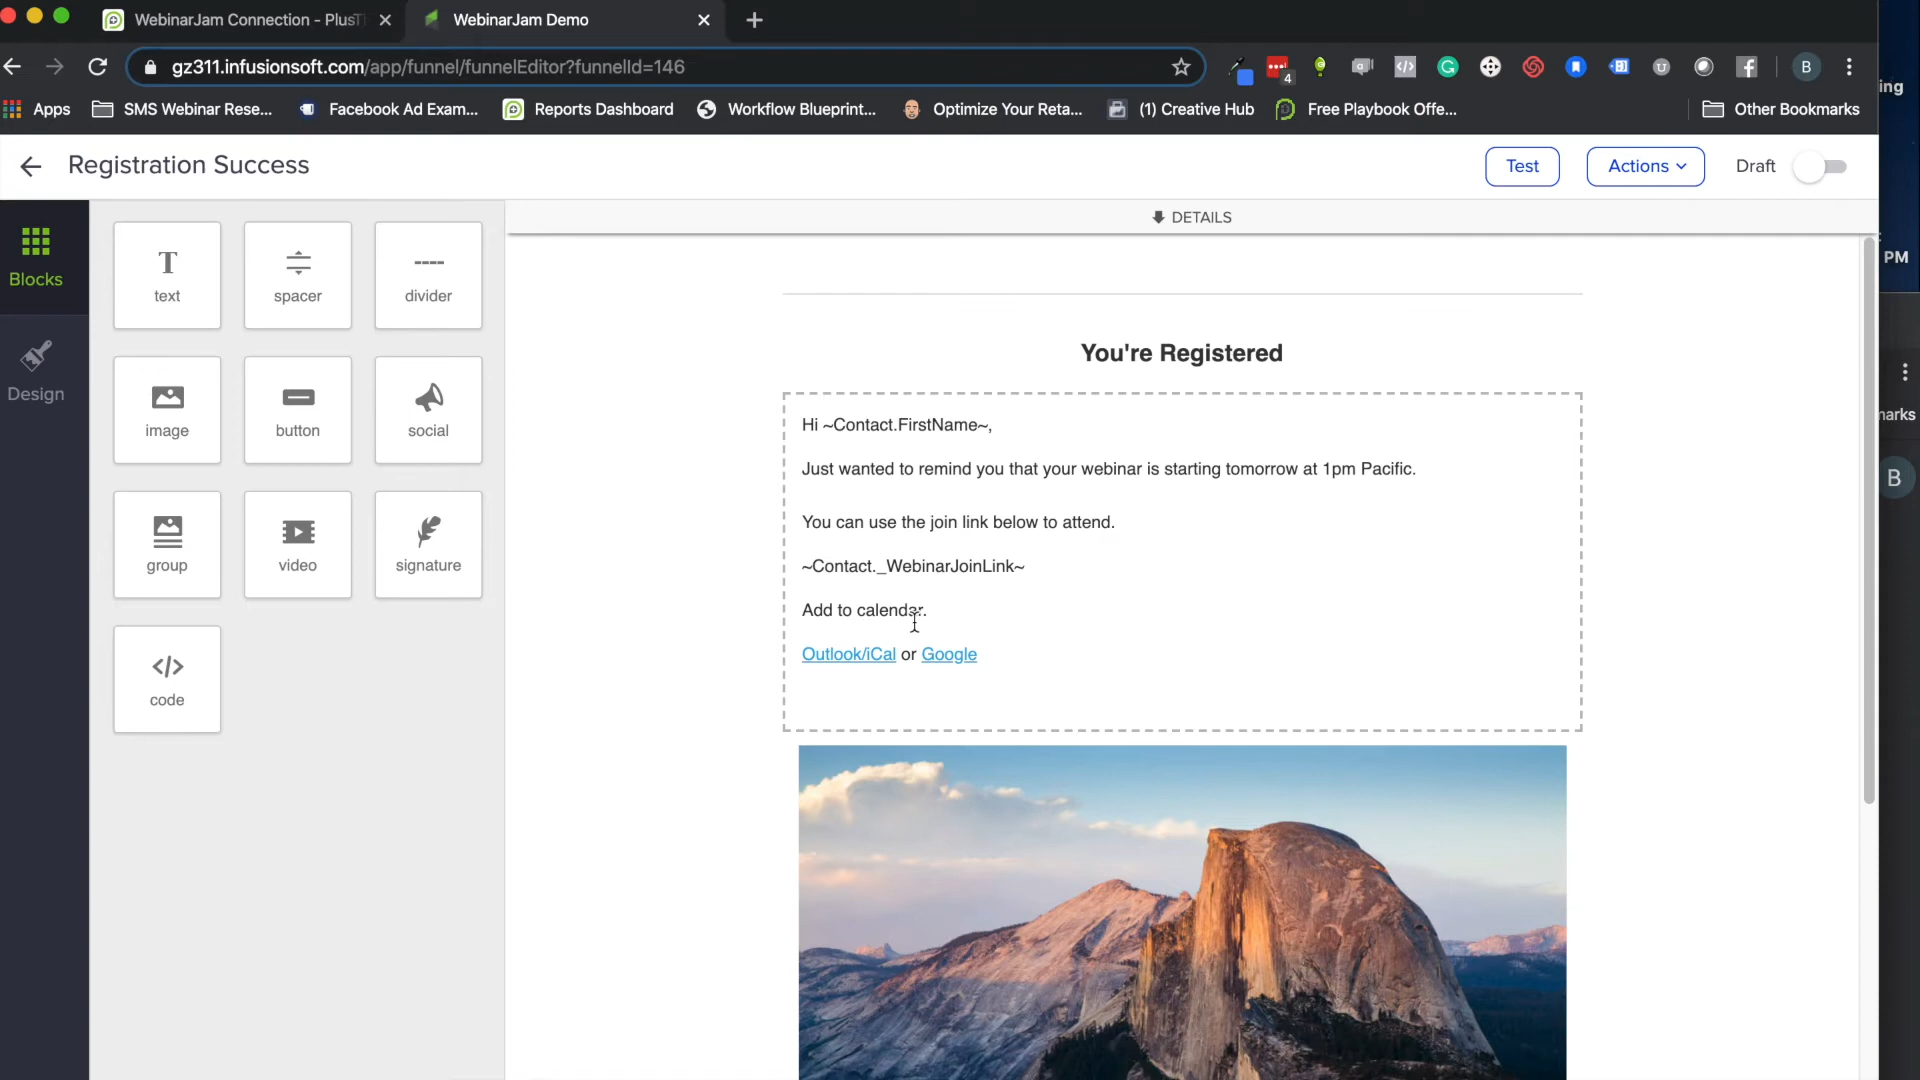 WebinarJam Connection - PlusT
WebinarJam Demo
gz311.infusionsoft.com/app/funnel/funnelEditor?funnelId=146
4
B
ing
Apps
SMS Webinar Rese...
Facebook Ad Exam...
Reports Dashboard
Workflow Blueprint...
Optimize Your Reta...
(1) Creative Hub
Free Playbook Offe...
Other Bookmarks
Registration Success
Test
Actions
Draft
DETAILS
PM
Blocks
Design
text
spacer
divider
image
button
social
group
video
signature
</>
code
You're Registered
Hi ~Contact.FirstName~,
Just wanted to remind you that your webinar is starting tomorrow at 1pm Pacific.
You can use the join link below to attend.
~Contact._WebinarJoinLink~
Add to calendar.
Outlook/iCal or Google
narks
B